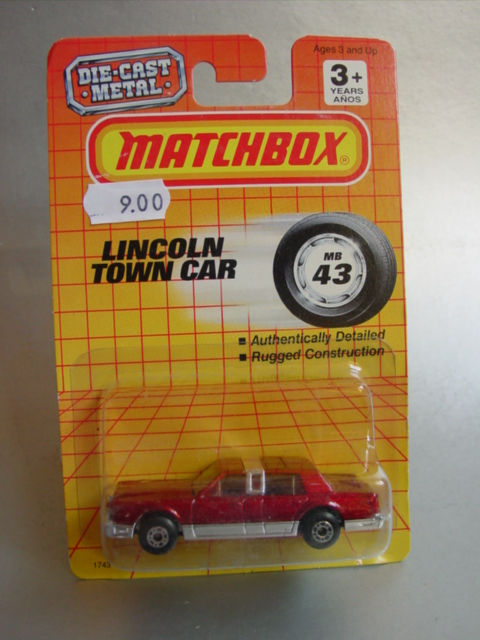 Ages 3 and Up
DIE-CAST
METAL
3+
YEARS
AÑOS
MATCHBOX®
9.00
LINCOLN
TOWN CAR
MB
43
Authentically Detailed
Rugged Construction